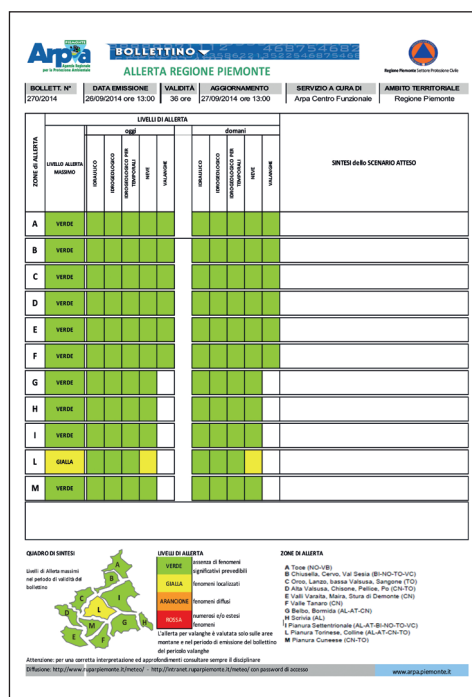 PIEMONTE
Arpa
Agenzia Regionale
per la Protezione Ambientale
BOLLETTINO
Regione Piemonte Settore Protezione Civile
ALLERTA REGIONE PIEMONTE
BOLLETT. N° DATA EMISSIONE VALIDITÀ AGGIORNAMENTO SERVIZIO A CURA DI AMBITO TERRITORIALE
270/2014 26/09/2014 ore 13:00 36 ore 27/09/2014 ore 13:00 Arpa Centro Funzionale Regione Piemonte
LIVELLI DI ALLERTA
oggi domani
ZONE di ALLERTA
LIVELLO ALLERTA MASSIMO
IDRAULICO
IDROGEOLOGICO
IDROGEOLOGICO PER TEMPORALI
NEVE
VALANGHE
IDRAULICO
IDROGEOLOGICO
IDROGEOLOGICO PER TEMPORALI
NEVE
VALANGHE
SINTESI dello SCENARIO ATTESO
A VERDE
B VERDE
C VERDE
D VERDE
E VERDE
F VERDE
G VERDE
H VERDE
I VERDE
L GIALLA
M VERDE
QUADRO DI SINTESI
Livelli di Alleta massimi
nel periodo di validità del
bollettino
A
B
C
I
D
L
H
M
G
E
F
LIVELLI DI ALLERTA
VERDE assenza di fenomeni
significativi prevedibili
GIALLA fenomeni localizzati
ARANCIONE fenomeni diffusi
ROSSA numerosi e/o estesi
fenomeni
L'allerta per valanghe è valutata solo sulle aree
montane e nel periodo di emissione del bollettino
del pericolo valanghe
ZONE DI ALLERTA
A Toce (NO-VB)
B Chiusella, Cervo, Val Sesia (BI-NO-TO-VC)
C Orco, Lanzo, bassa Valsusa, Sangone (TO)
D Alta Valsusa, Chisone, Pellice, Po (CN-TO)
E Valli Varaita, Maira, Stura di Demonte (CN)
F Valle Tanaro (CN)
G Belbo, Bormida (AL-AT-CN)
H Scrivia (AL)
I Pianura Settentrionale (AL-AT-BI-NO-TO-VC)
L Pianura Torinese, Colline (AL-AT-CN-TO)
M Pianura Cuneese (CN-TO)
Attenzione: per una corretta interpretazione ed approfondimenti consultare sempre il disciplinare
Diffusione: http://www.ruparpiemonte.it/meteo/ - http://intranet.ruparpiemonte.it/meteo/ con password di accesso
www.arpa.piemonte.it